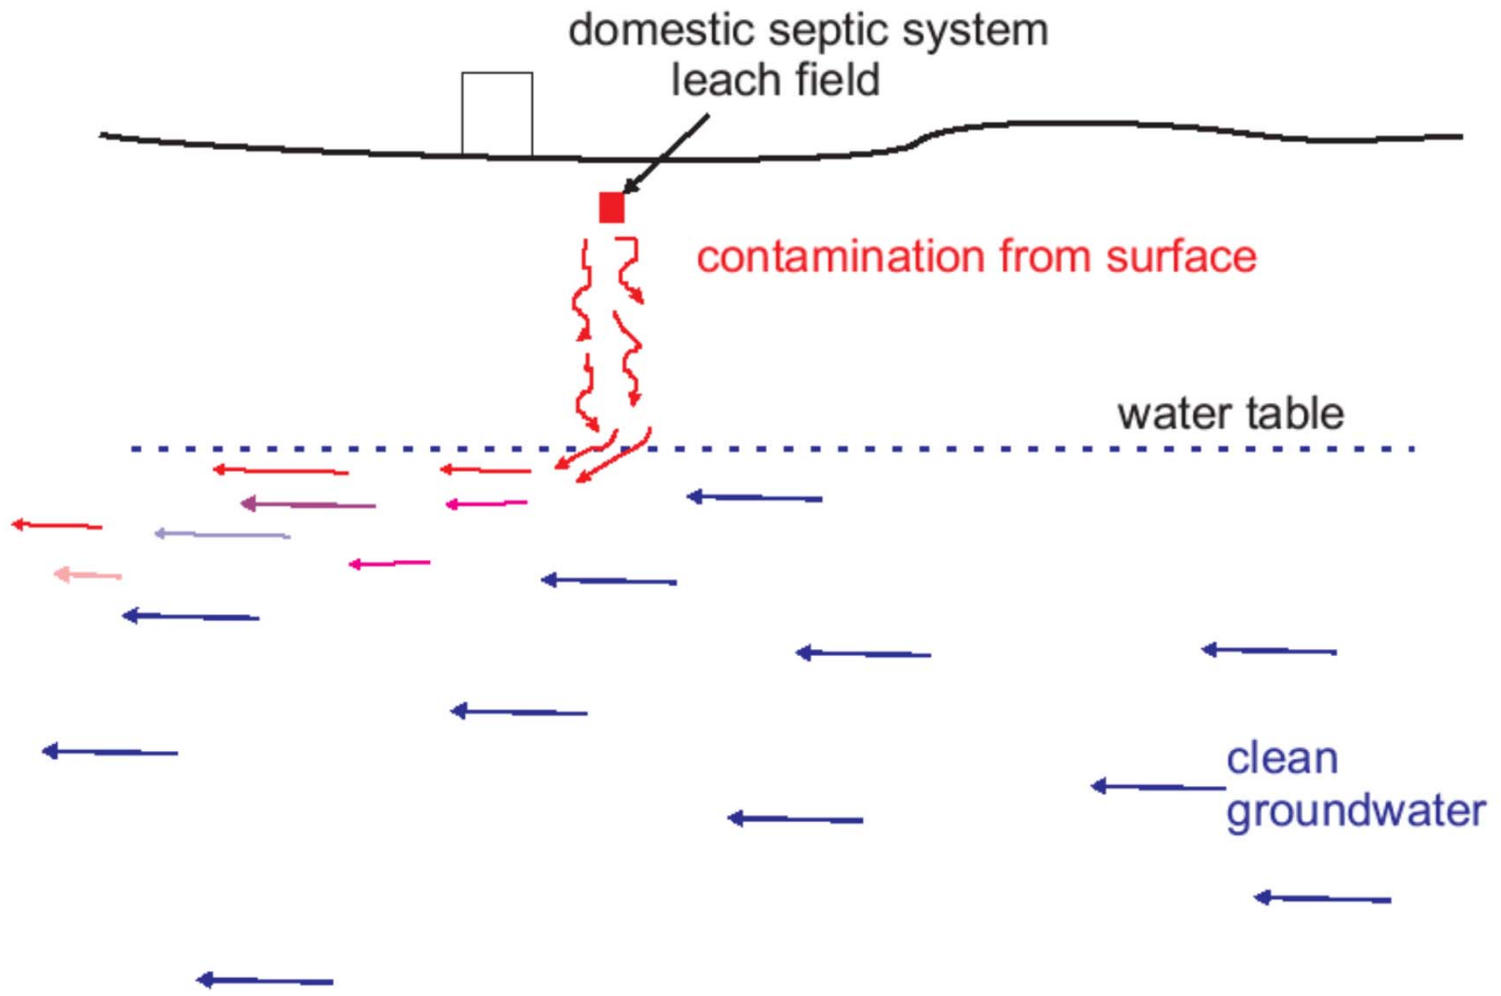 domestic septic system
leach field
contamination from surface
water table
clean
groundwater